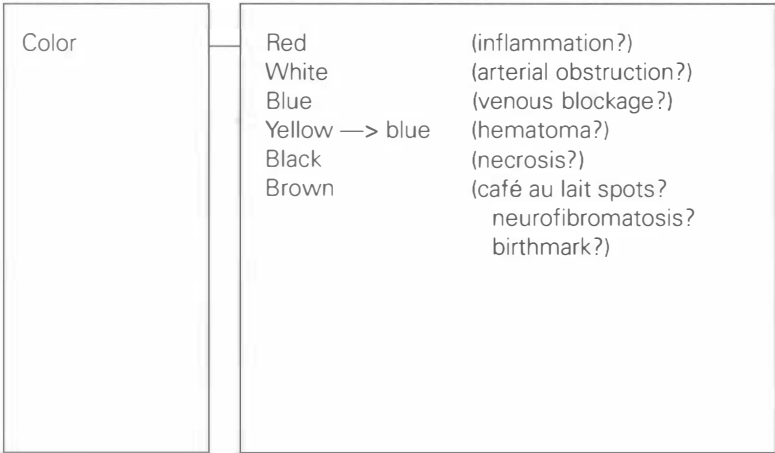 Color
Red (inflammation?)
White (arterial obstruction?)
Blue (venous blockage?)
Yellow —> blue (hematoma?)
Black (necrosis?)
Brown (café au lait spots?
neurofibromatosis?
birthmark?)